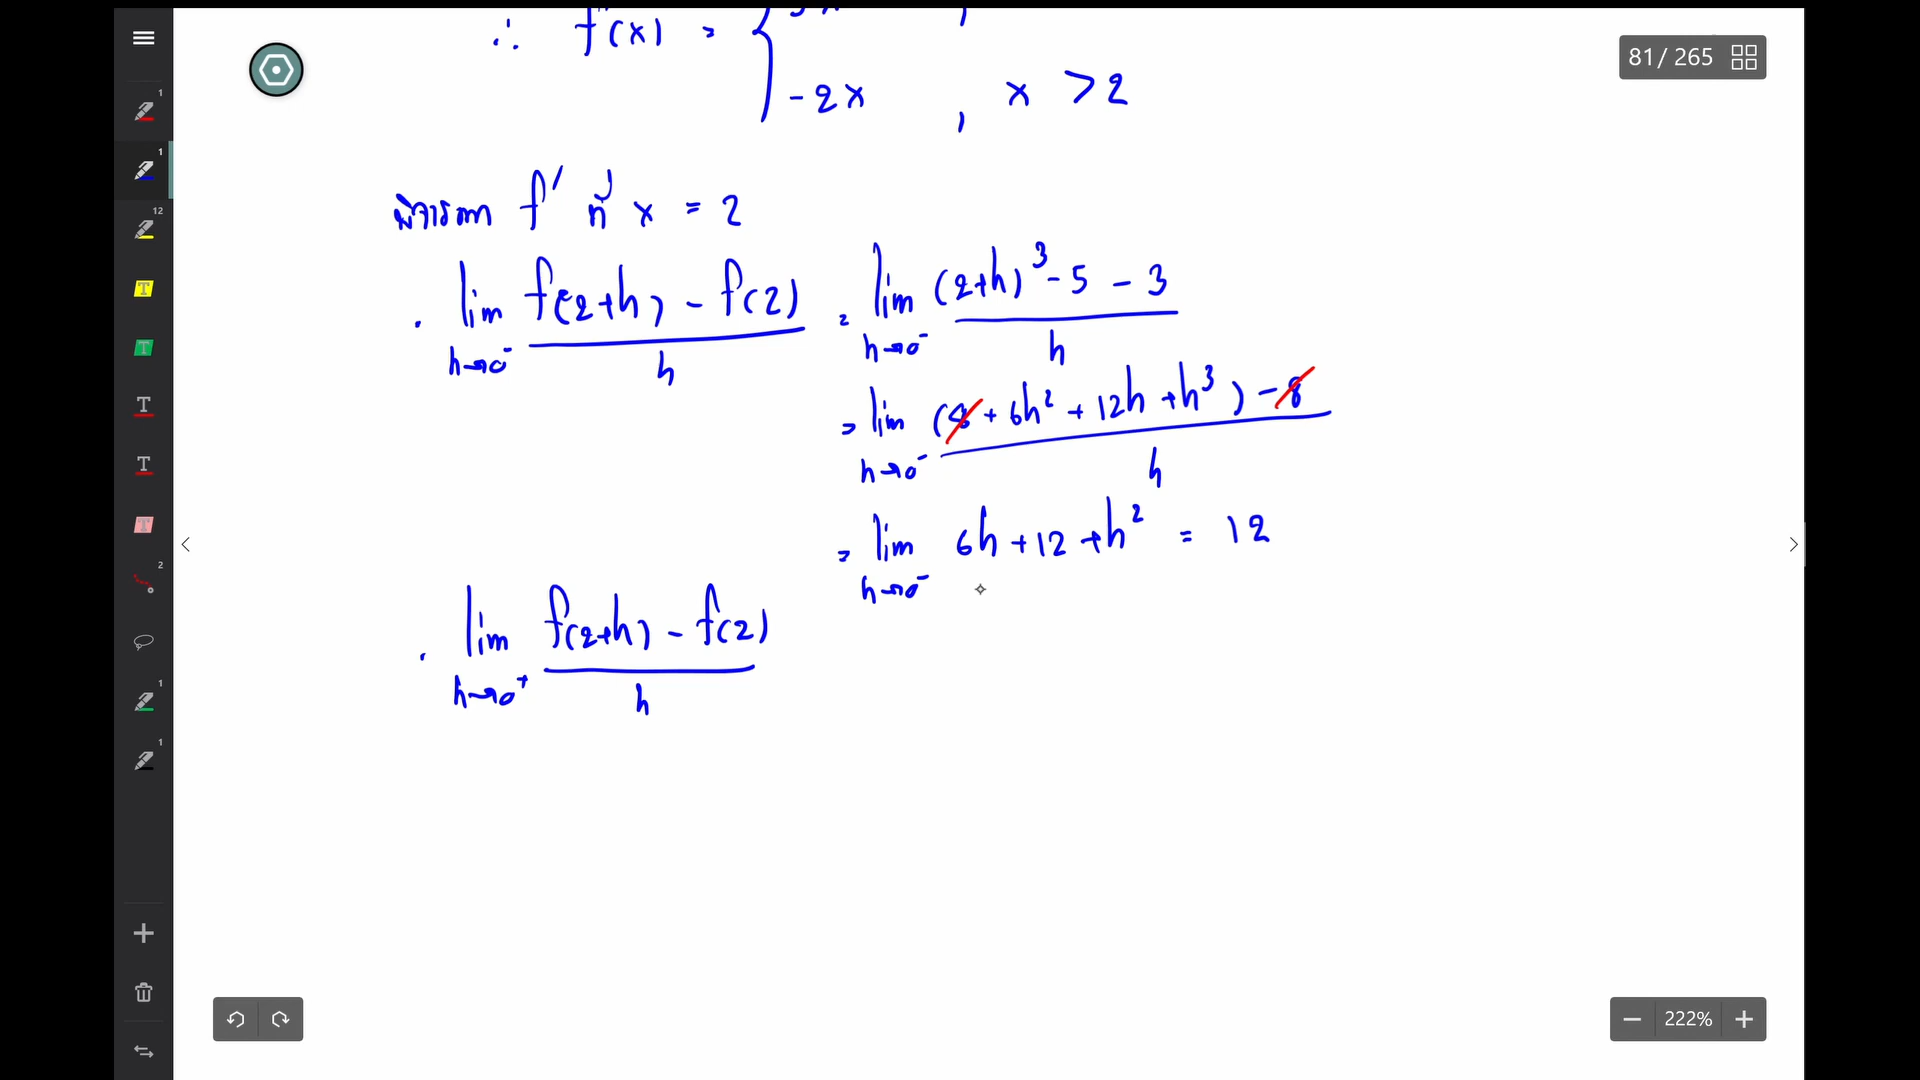 81 / 265
∴ f'(x) = {
-2x , x > 2
พิจารณา f' ที่ x = 2
• lim h→0⁻ f(2+h) - f(2) / h = lim h→0⁻ (2+h)³ - 5 - 3 / h
= lim h→0⁻ (8 + 6h² + 12h + h³) - 8 / h
= lim h→0⁻ 6h + 12 + h² = 12
• lim h→0⁺ f(2+h) - f(2) / h
222%